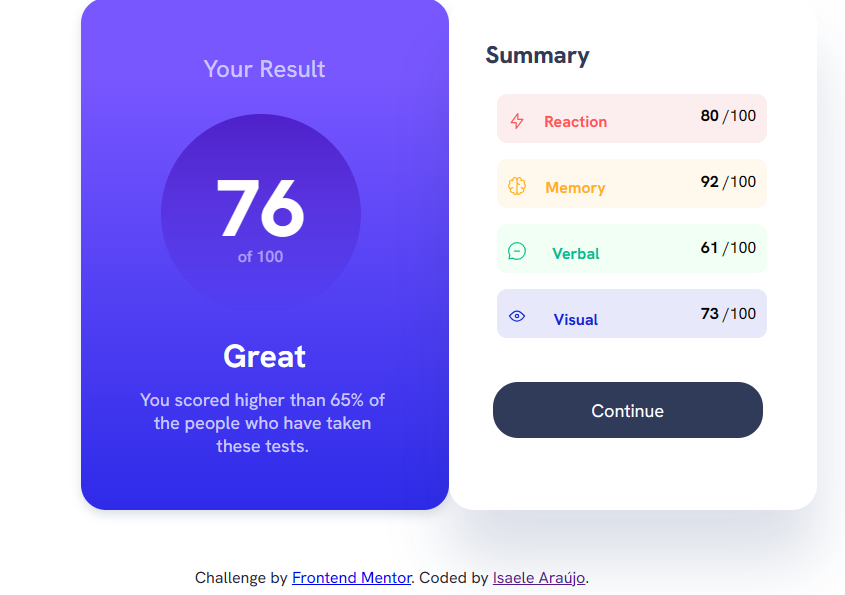 Your Result
76
of 100
Great
You scored higher than 65% of
the people who have taken
these tests.
Summary
Reaction 80 /100
Memory 92 /100
Verbal 61 /100
Visual 73 /100
Continue
Challenge by Frontend Mentor. Coded by Isaele Araújo.